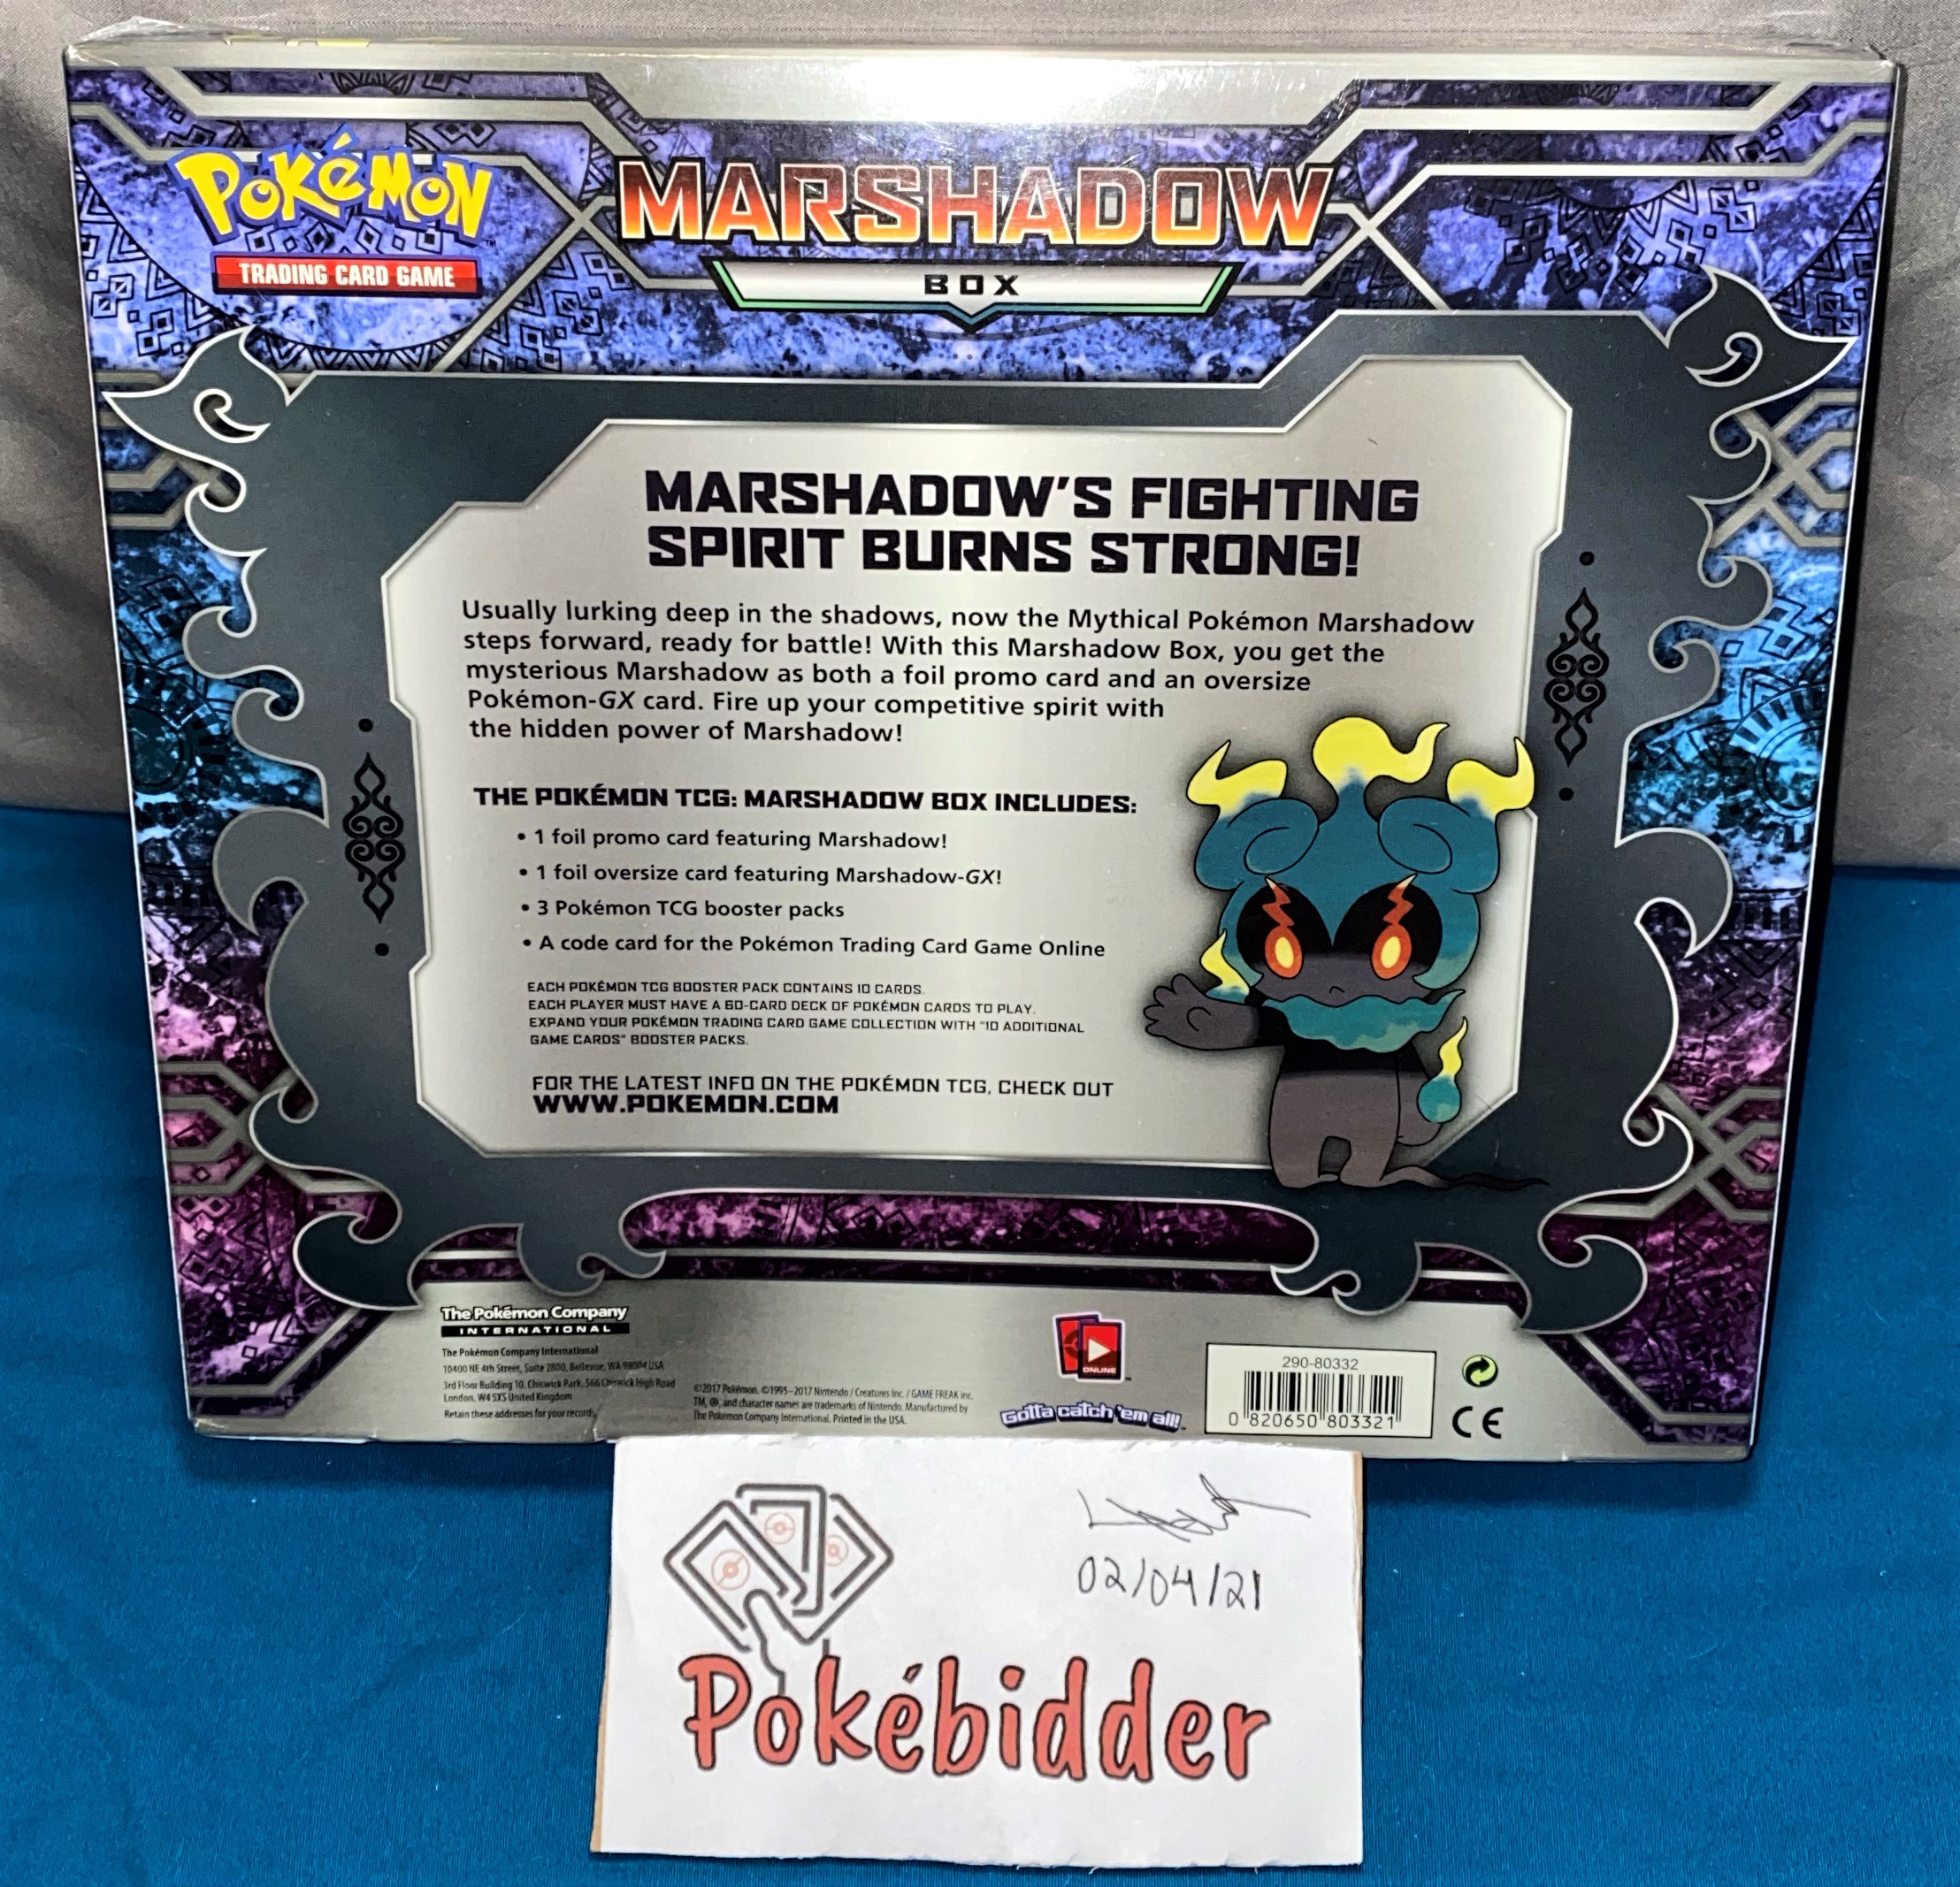 POKéMON™
TRADING CARD GAME
MARSHADOW
BOX
MARSHADOW'S FIGHTING
SPIRIT BURNS STRONG!
Usually lurking deep in the shadows, now the Mythical Pokémon Marshadow
steps forward, ready for battle! With this Marshadow Box, you get the
mysterious Marshadow as both a foil promo card and an oversize
Pokémon-GX card. Fire up your competitive spirit with
the hidden power of Marshadow!
THE POKÉMON TCG: MARSHADOW BOX INCLUDES:
• 1 foil promo card featuring Marshadow!
• 1 foil oversize card featuring Marshadow-GX!
• 3 Pokémon TCG booster packs
• A code card for the Pokémon Trading Card Game Online
EACH POKÉMON TCG BOOSTER PACK CONTAINS 10 CARDS.
EACH PLAYER MUST HAVE A 60-CARD DECK OF POKÉMON CARDS TO PLAY.
EXPAND YOUR POKÉMON TRADING CARD GAME COLLECTION WITH "10 ADDITIONAL
GAME CARDS" BOOSTER PACKS.
FOR THE LATEST INFO ON THE POKÉMON TCG, CHECK OUT
WWW.POKEMON.COM
The Pokémon Company
INTERNATIONAL
The Pokémon Company International
10400 NE 4th Street, Suite 2800, Bellevue, WA 98004 USA
3rd Floor Building 10, Chiswick Park, 566 Chiswick High Road
London, W4 5XS United Kingdom
Retain these addresses for your records.
©2017 Pokémon. ©1995–2017 Nintendo / Creatures Inc. / GAME FREAK inc.
TM, ®, and character names are trademarks of Nintendo. Manufactured by
The Pokémon Company International. Printed in the USA.
ONLINE
Gotta catch 'em all!™
290-80332
0 820650 803321
CE
02/04/21
Pokébidder